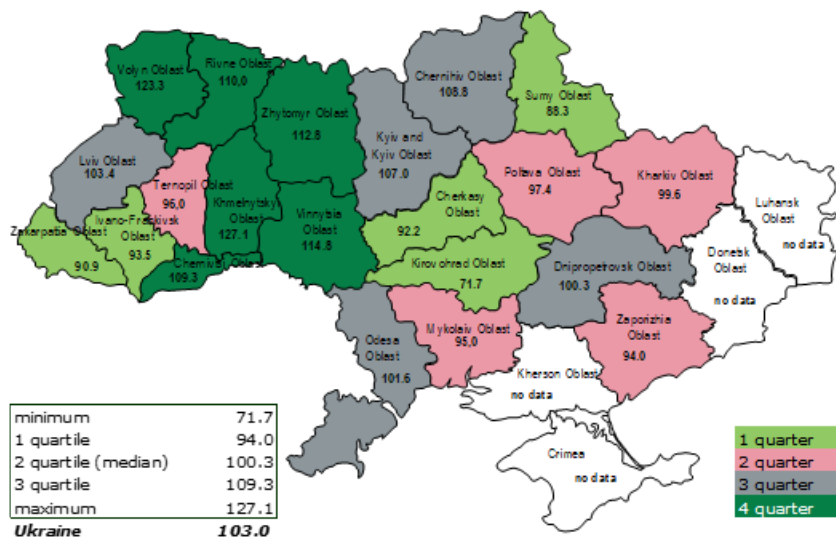 Volyn Oblast
123.3
Rivne Oblast
110,0
Zhytomyr Oblast
112.8
Chernihiv Oblast
108.8
Sumy Oblast
88.3
Kyiv and
Kyiv Oblast
107.0
Lviv Oblast
103.4
Ternopil Oblast
96,0
Khmelnytsky
Oblast
127.1
Vinnytsia
Oblast
114.8
Cherkasy
Oblast
92.2
Poltava Oblast
97.4
Kharkiv Oblast
99.6
Luhansk
Oblast
no data
Donetsk
Oblast
no data
Zakarpatia Oblast
90.9
Ivano-Frankivsk
Oblast
93.5
Chernivtsi Oblast
109.3
Kirovohrad Oblast
71.7
Dnipropetrovsk Oblast
100.3
Odesa
Oblast
101.6
Mykolaiv Oblast
95,0
Zaporizhia
Oblast
94.0
Kherson Oblast
no data
Crimea
no data
minimum 71.7
1 quartile 94.0
2 quartile (median) 100.3
3 quartile 109.3
maximum 127.1
Ukraine 103.0
1 quarter
2 quarter
3 quarter
4 quarter